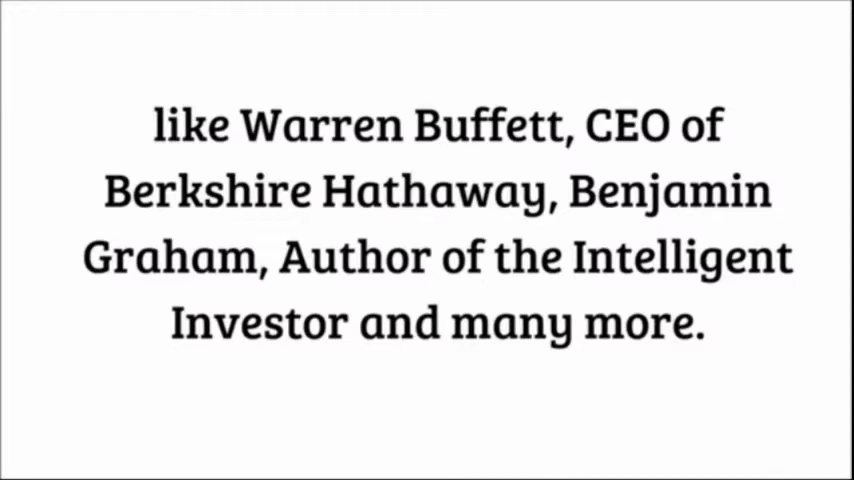 like Warren Buffett, CEO of
Berkshire Hathaway, Benjamin
Graham, Author of the Intelligent
Investor and many more.